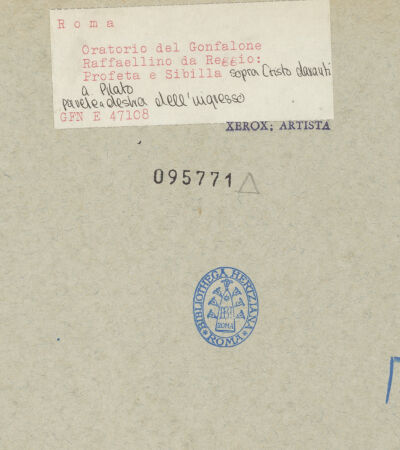 Roma
Oratorio del Gonfalone
Raffaellino da Reggio:
Profeta e Sibilla sopra Cristo davanti
a Pilato
parete a destra dell'ingresso
GFN E 47108
XEROX; ARTISTA
095771
BIBLIOTHECA HERTZIANA
ROMA
ROMA